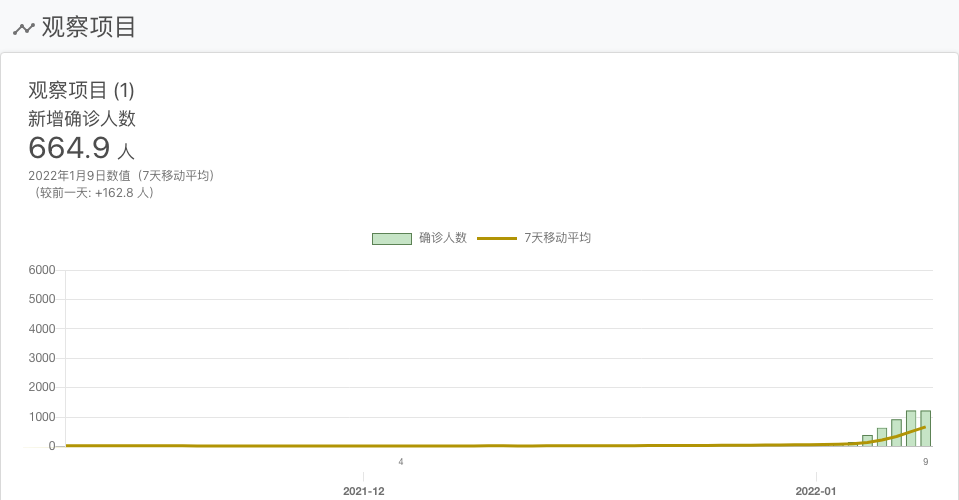 观察项目
观察项目 (1)
新增确诊人数
664.9 人
2022年1月9日数值（7天移动平均）
（较前一天: +162.8 人）
确诊人数 7天移动平均
6000
5000
4000
3000
2000
1000
0
4 9
2021-12 2022-01